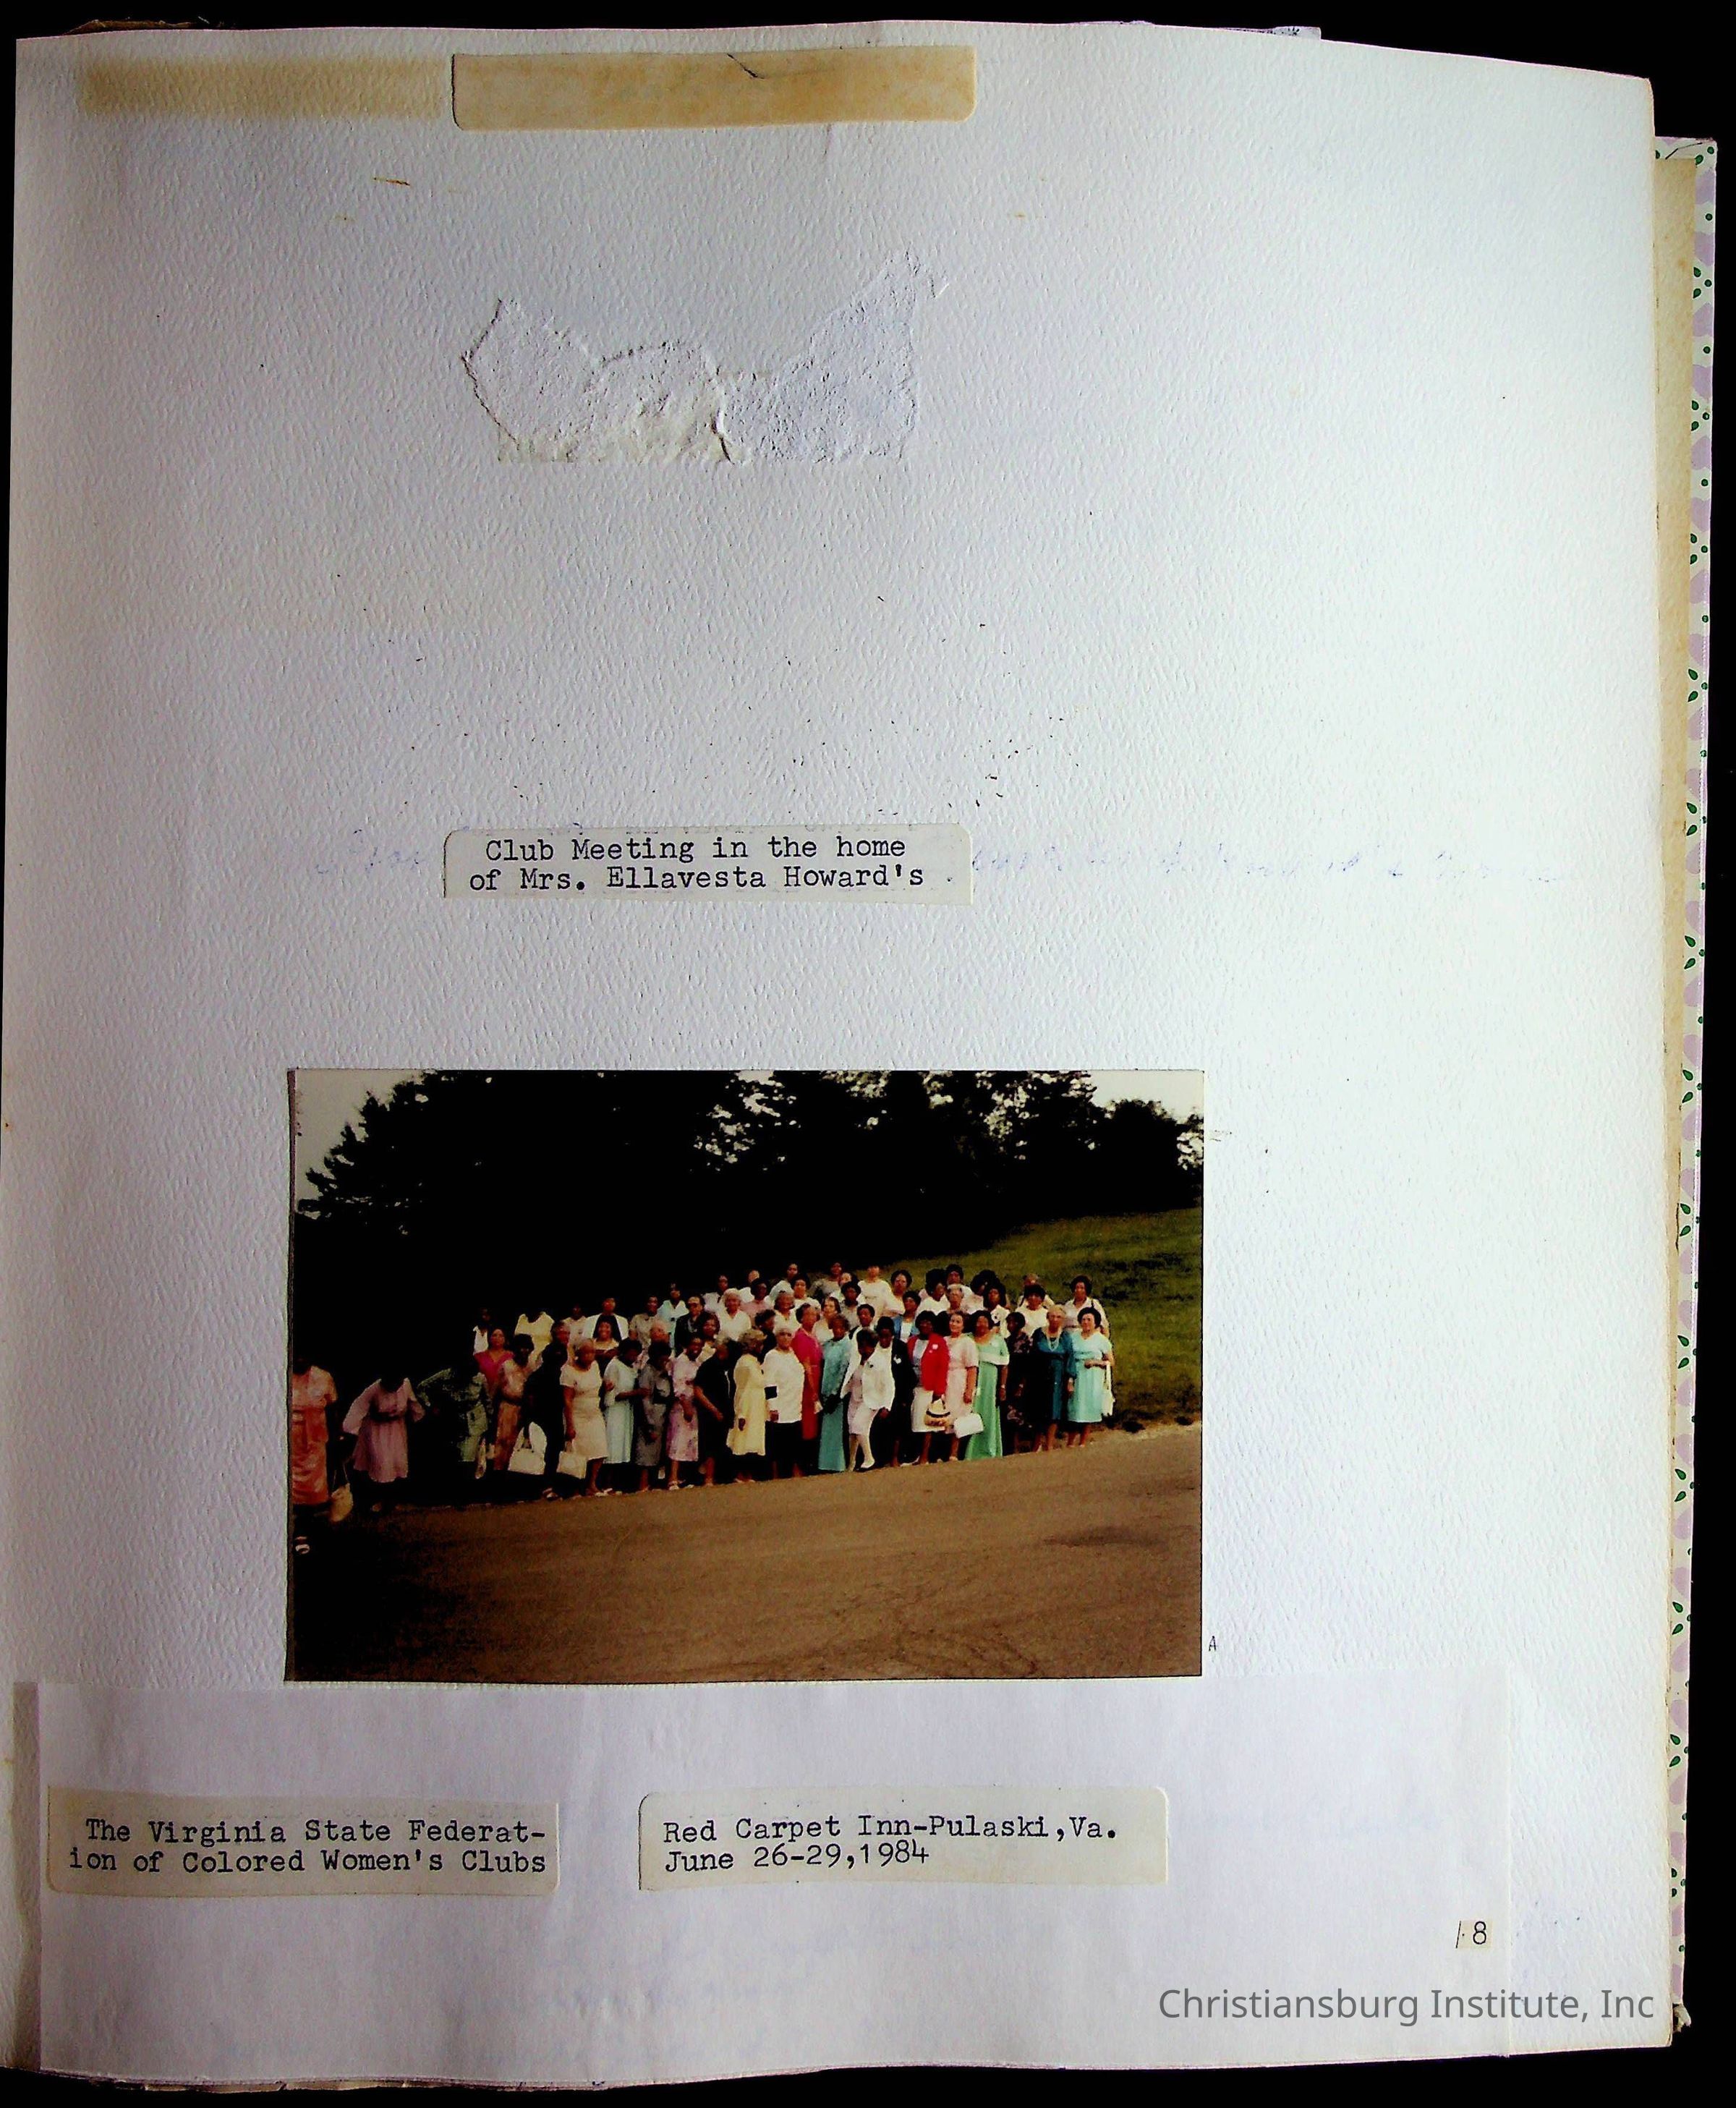 Club Meeting in the home
of Mrs. Ellavesta Howard's
A
The Virginia State Federat-
ion of Colored Women's Clubs
Red Carpet Inn-Pulaski,Va.
June 26-29,1984
18
Christiansburg Institute, Inc